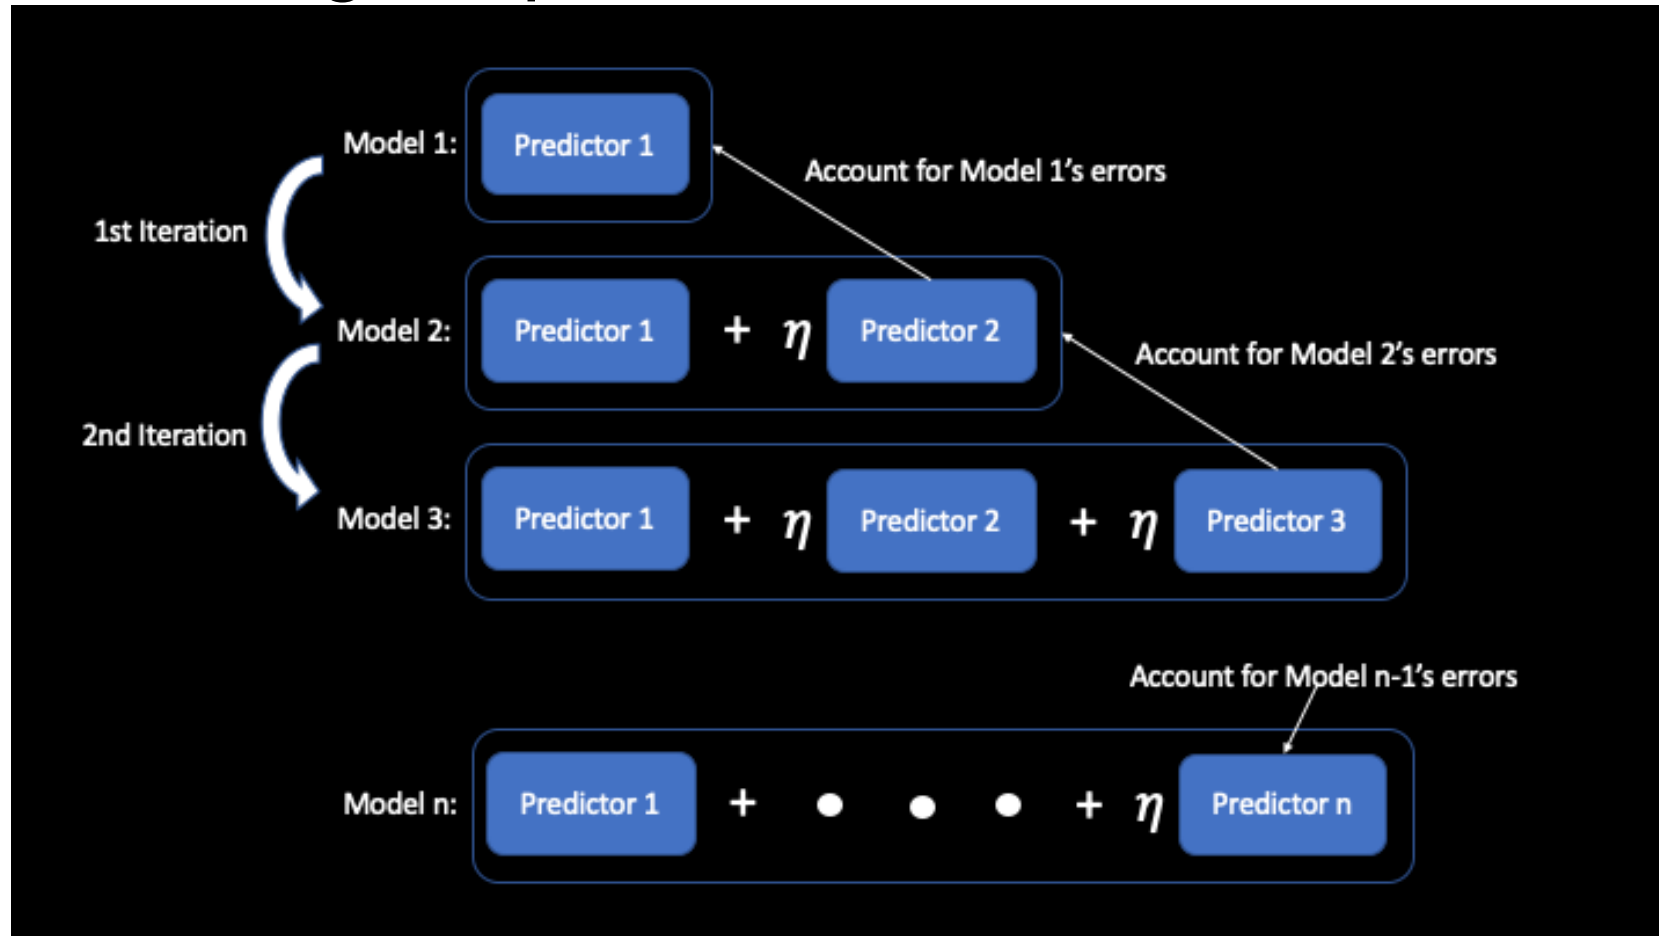 Model 1:
Predictor 1
Account for Model 1’s errors
1st Iteration
Model 2:
Predictor 1 + η Predictor 2
Account for Model 2’s errors
2nd Iteration
Model 3:
Predictor 1 + η Predictor 2 + η Predictor 3
Account for Model n-1’s errors
Model n:
Predictor 1 + • • • + η Predictor n